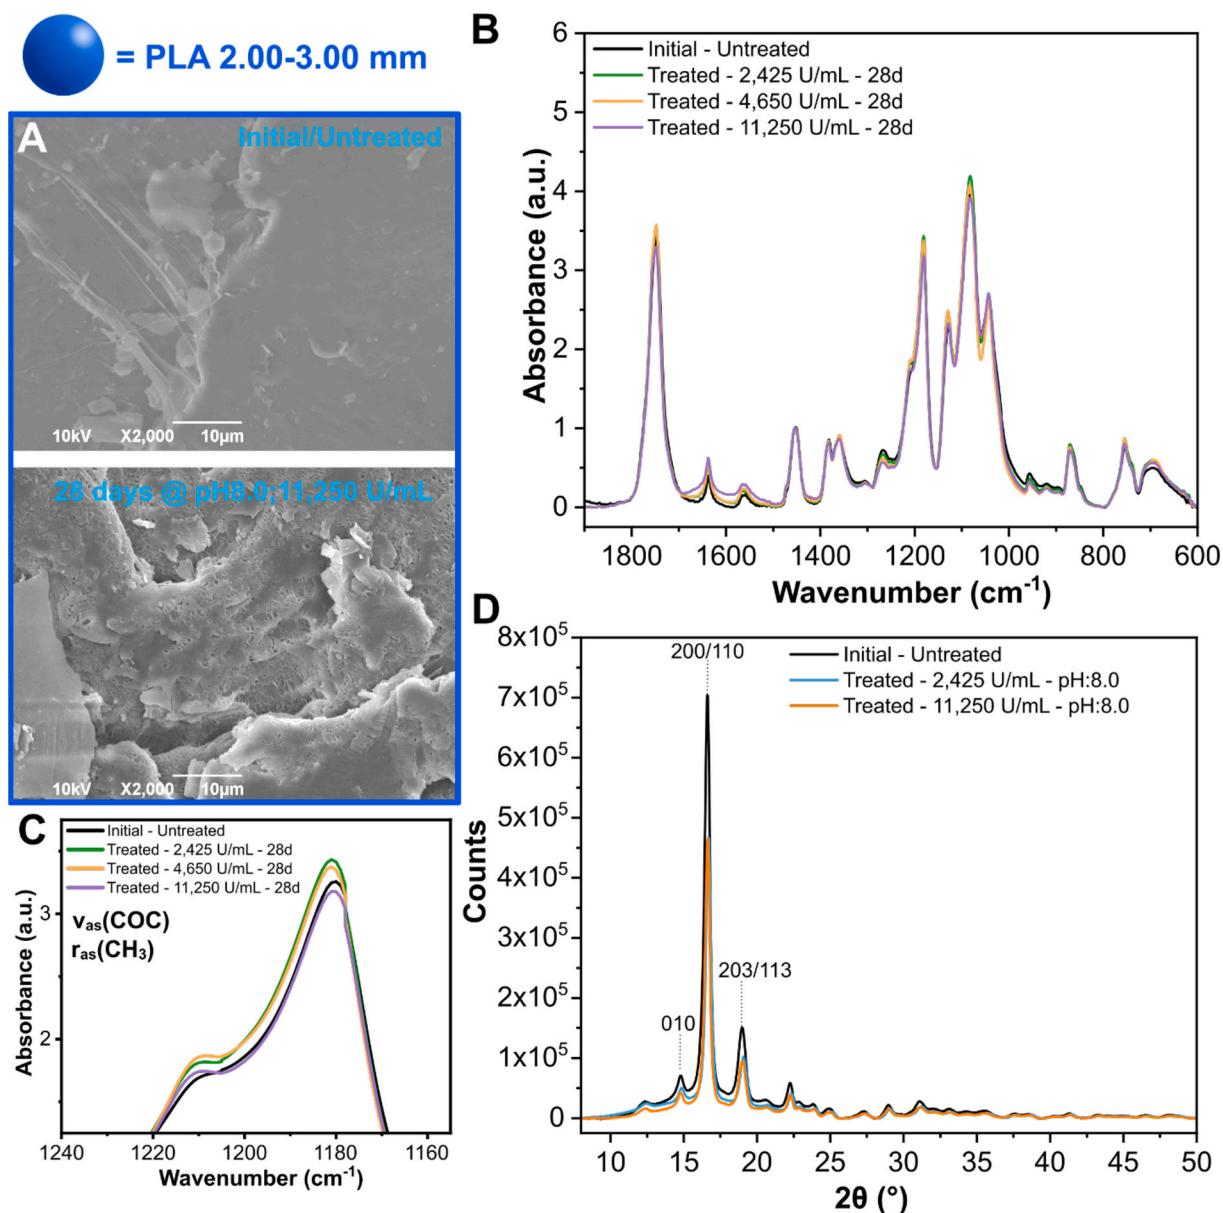 = PLA 2.00-3.00 mm
A
Initial/Untreated
10kV X2,000 10µm
28 days @ pH8.0;11,250 U/mL
10kV X2,000 10µm
B
Initial - Untreated
Treated - 2,425 U/mL - 28d
Treated - 4,650 U/mL - 28d
Treated - 11,250 U/mL - 28d
Absorbance (a.u.)
6
5
4
3
2
1
0
1800 1600 1400 1200 1000 800 600
Wavenumber (cm⁻¹)
C
Initial - Untreated
Treated - 2,425 U/mL - 28d
Treated - 4,650 U/mL - 28d
Treated - 11,250 U/mL - 28d
νas(COC)
ras(CH₃)
Absorbance (a.u.)
3
2
1240 1220 1200 1180 1160
Wavenumber (cm⁻¹)
D
Initial - Untreated
Treated - 2,425 U/mL - pH:8.0
Treated - 11,250 U/mL - pH:8.0
200/110
203/113
010
Counts
8x10⁵
7x10⁵
6x10⁵
5x10⁵
4x10⁵
3x10⁵
2x10⁵
1x10⁵
0
10 15 20 25 30 35 40 45 50
2θ (°)